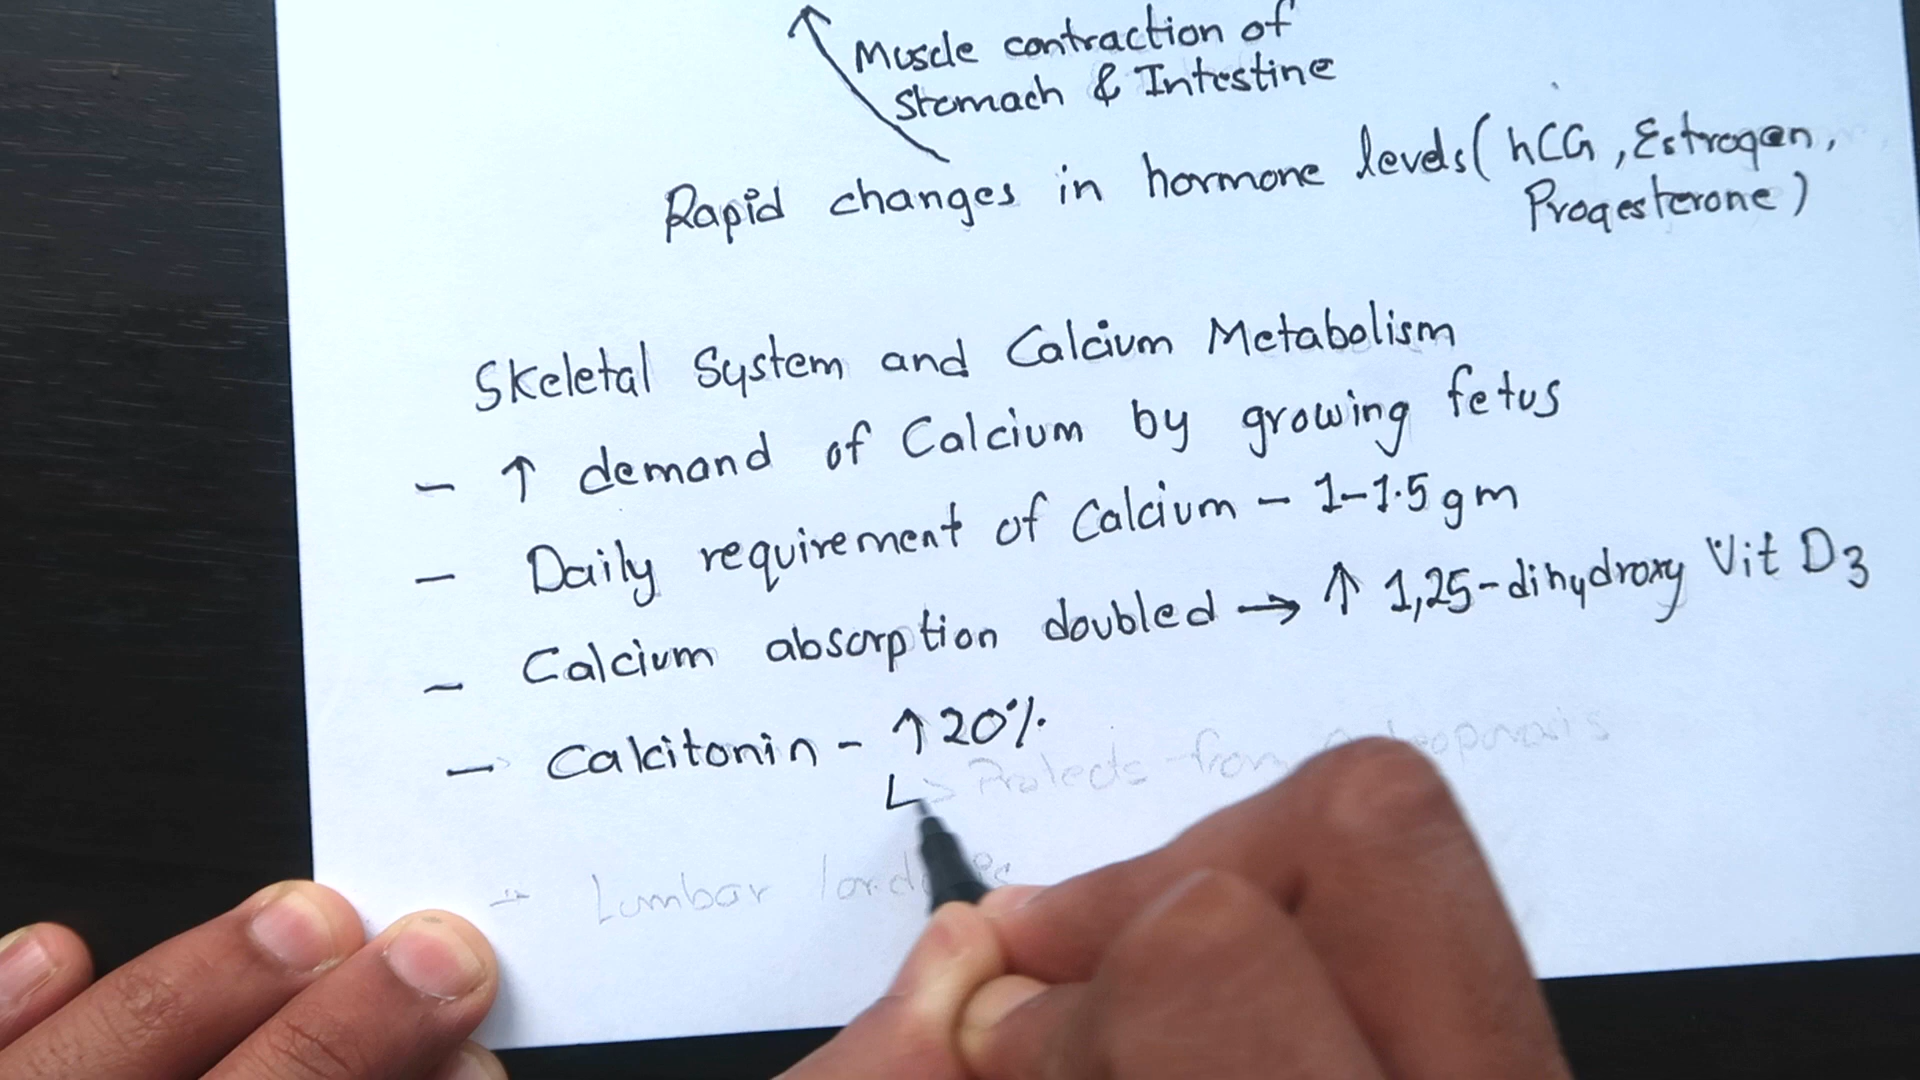 Muscle contraction of
Stomach & Intestine
Rapid changes in hormone levels (hCG, Estrogen,
Progesterone)
Skeletal System and Calcium Metabolism
- ↑ demand of Calcium by growing fetus
- Daily requirement of Calcium - 1-1.5 gm
- Calcium absorption doubled → ↑ 1,25-dihydroxy Vit D3
- Calcitonin - ↑ 20%
Protects from
Lumbar